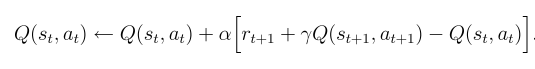 Q(s_t, a_t) ← Q(s_t, a_t) + α[r_{t+1} + γQ(s_{t+1}, a_{t+1}) − Q(s_t, a_t)].